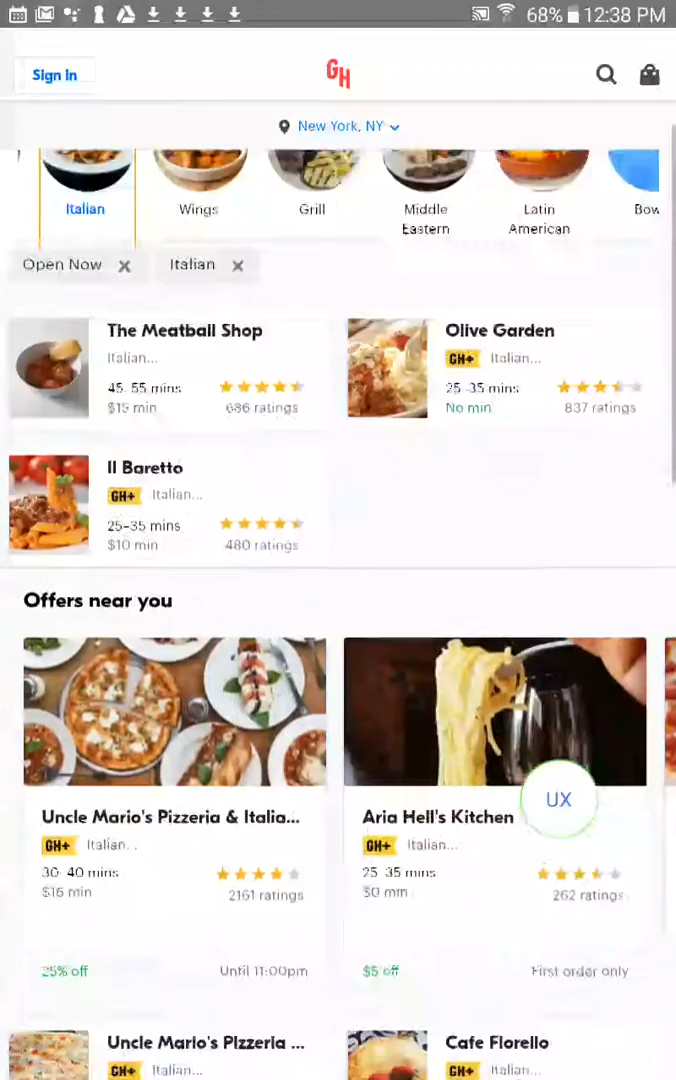 68% 12:38 PM
Sign In
GH
New York, NY
Italian
Wings
Grill
Middle
Eastern
Latin
American
Bow
Open Now
Italian
The Meatball Shop
Italian...
45-55 mins
$15 min
686 ratings
Olive Garden
GH+ Italian...
25-35 mins
No min
837 ratings
Il Baretto
GH+ Italian...
25-35 mins
$10 min
480 ratings
Offers near you
Uncle Mario's Pizzeria & Italia...
GH+ Italian...
30-40 mins
$16 min
2161 ratings
25% off
Until 11:00pm
Aria Hell's Kitchen
UX
GH+ Italian...
25-35 mins
$0 min
262 ratings
$5 off
First order only
Uncle Mario's Pizzeria ...
GH+ Italian...
Cafe Fiorello
GH+ Italian...